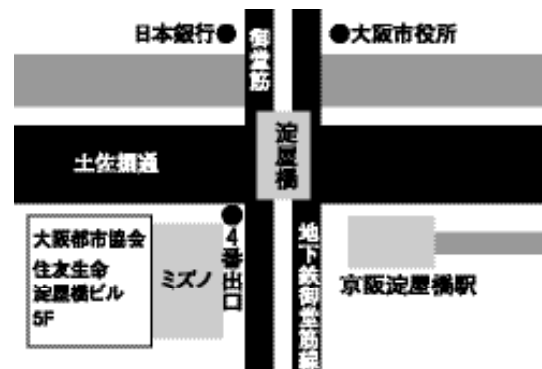 日本銀行●
御堂筋
●大阪市役所
淀屋橋
土佐堀通
大阪都市協会
住友生命
淀屋橋ビル
5F
ミズノ
●4番出口
地下鉄御堂筋線
京阪淀屋橋駅